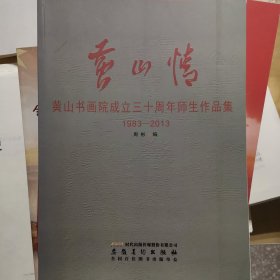 黄山情
黄山书画院成立三十周年师生作品集
1983—2013
编
时代出版传媒股份有限公司
安徽美术出版社
全国百佳图书出版单位